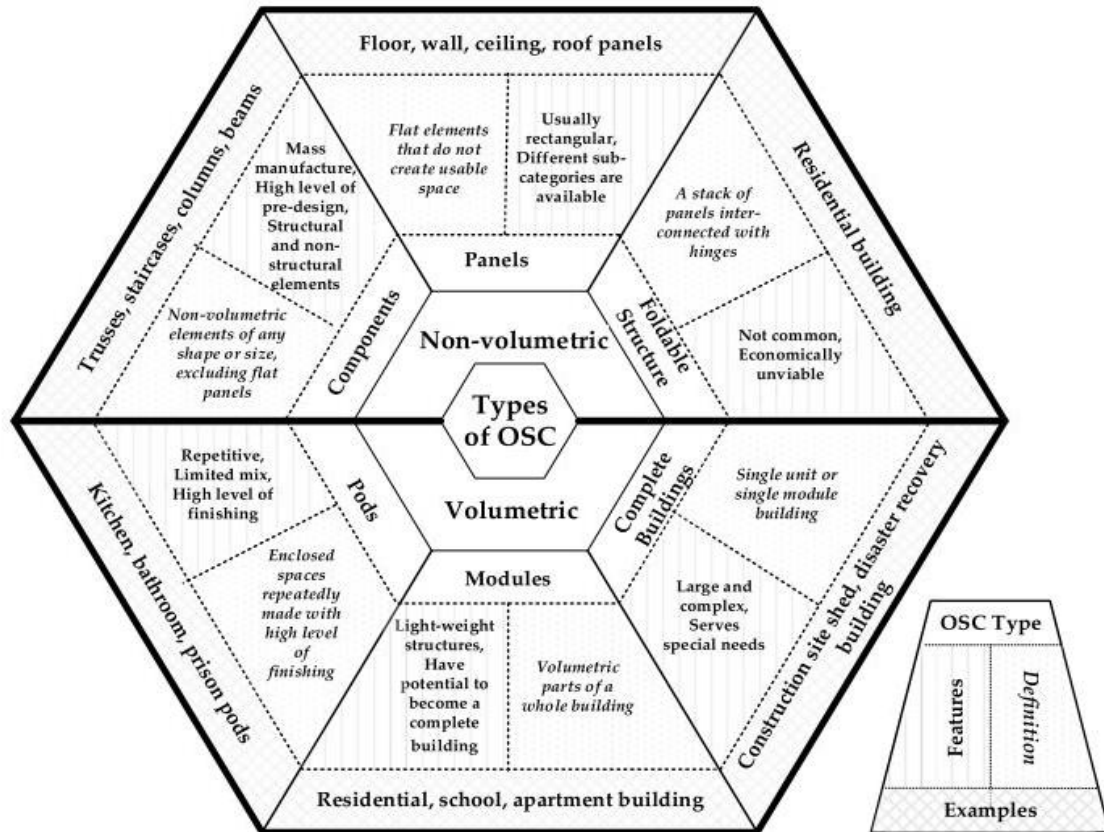 Floor, wall, ceiling, roof panels
Trusses, staircases, columns, beams
Residential building
Flat elements
that do not
create usable
space
Usually
rectangular,
Different sub-
categories are
available
Mass
manufacture,
High level of
pre-design,
Structural
and non-
structural
elements
A stack of
panels inter-
connected with
hinges
Panels
Components
Foldable
Structure
Non-volumetric
elements of any
shape or size,
excluding flat
panels
Not common,
Economically
unviable
Non-volumetric
Types
of OSC
Volumetric
Repetitive,
Limited mix,
High level of
finishing
Pods
Complete
Buildings
Single unit or
single module
building
Kitchen, bathroom, prison pods
Enclosed
spaces
repeatedly
made with
high level
of
finishing
Modules
Light-weight
structures,
Have
potential to
become a
complete
building
Volumetric
parts of a
whole building
Large and
complex,
Serves
special needs
Construction site shed, disaster recovery
building
Residential, school, apartment building
OSC Type
Features
Definition
Examples